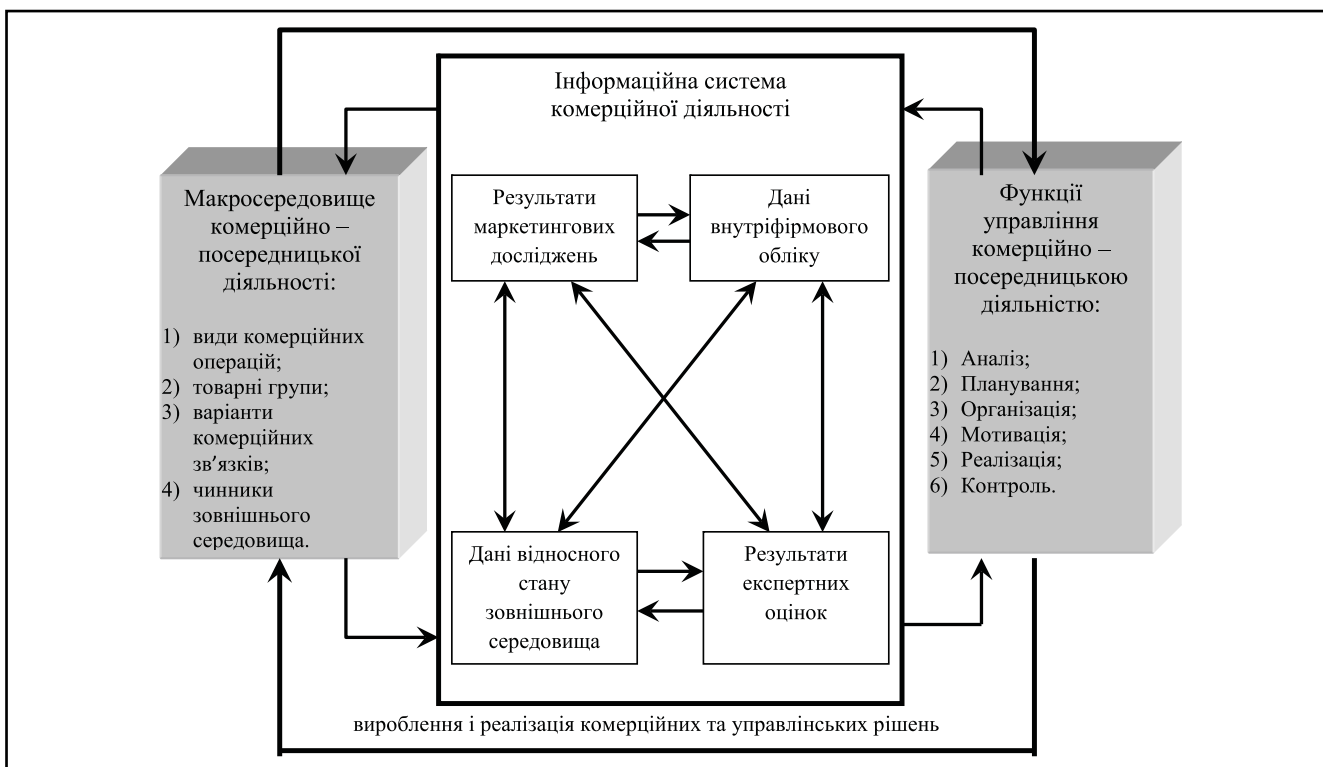 Інформаційна система
комерційної діяльності
Макросередовище
комерційно –
посередницької
діяльності:
1) види комерційних
операцій;
2) товарні групи;
3) варіанти
комерційних
зв’язків;
4) чинники
зовнішнього
середовища.
Результати
маркетингових
досліджень
Дані
внутріфірмового
обліку
Дані відносного
стану
зовнішнього
середовища
Результати
експертних
оцінок
Функції
управління
комерційно –
посередницькою
діяльністю:
1) Аналіз;
2) Планування;
3) Організація;
4) Мотивація;
5) Реалізація;
6) Контроль.
вироблення і реалізація комерційних та управлінських рішень